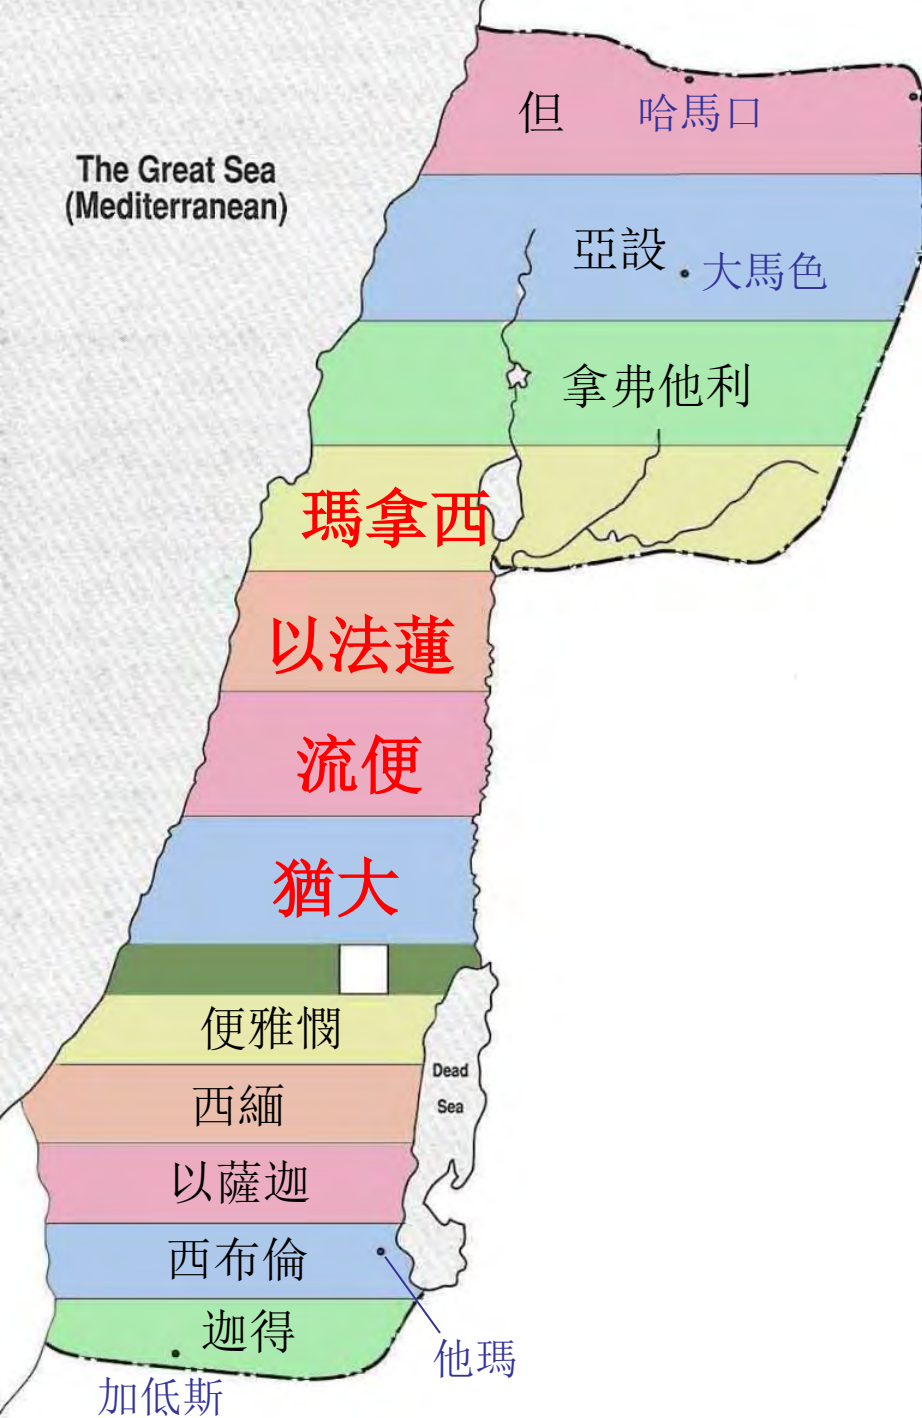 但 哈馬口
The Great Sea
(Mediterranean)
亞設 大馬色
拿弗他利
瑪拿西
以法蓮
流便
猶大
便雅憫
Dead
Sea
西緬
以薩迦
西布倫
迦得
他瑪
加低斯